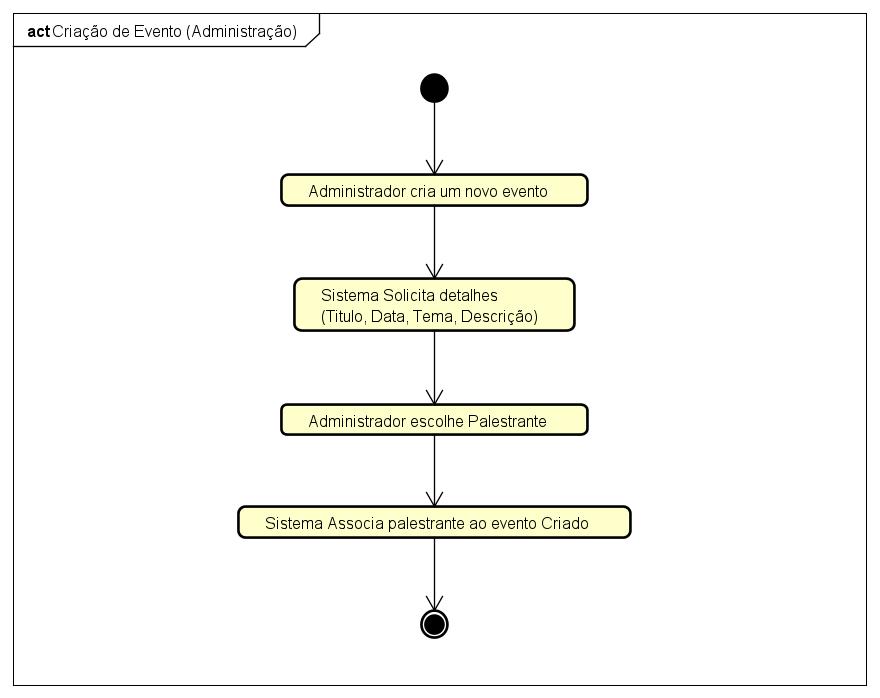 act Criação de Evento (Administração)
Administrador cria um novo evento
Sistema Solicita detalhes
(Titulo, Data, Tema, Descrição)
Administrador escolhe Palestrante
Sistema Associa palestrante ao evento Criado